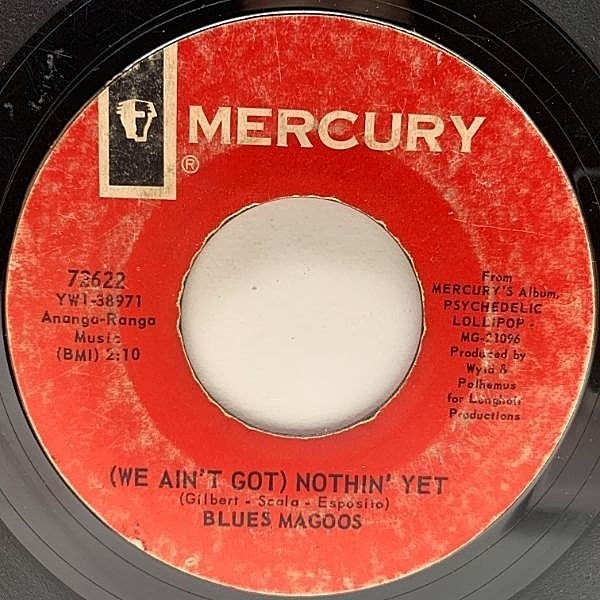 MERCURY
®
72622
YW1-38971
Ananga-Ranga
Music
(BMI) 2:10
From
MERCURY'S Album,
PSYCHEDELIC
LOLLIPOP -
MG-21096
Produced by
Wyld &
Polhemus
for Longhair
Productions
(WE AIN'T GOT) NOTHIN' YET
(Gilbert - Scala - Esposito)
BLUES MAGOOS